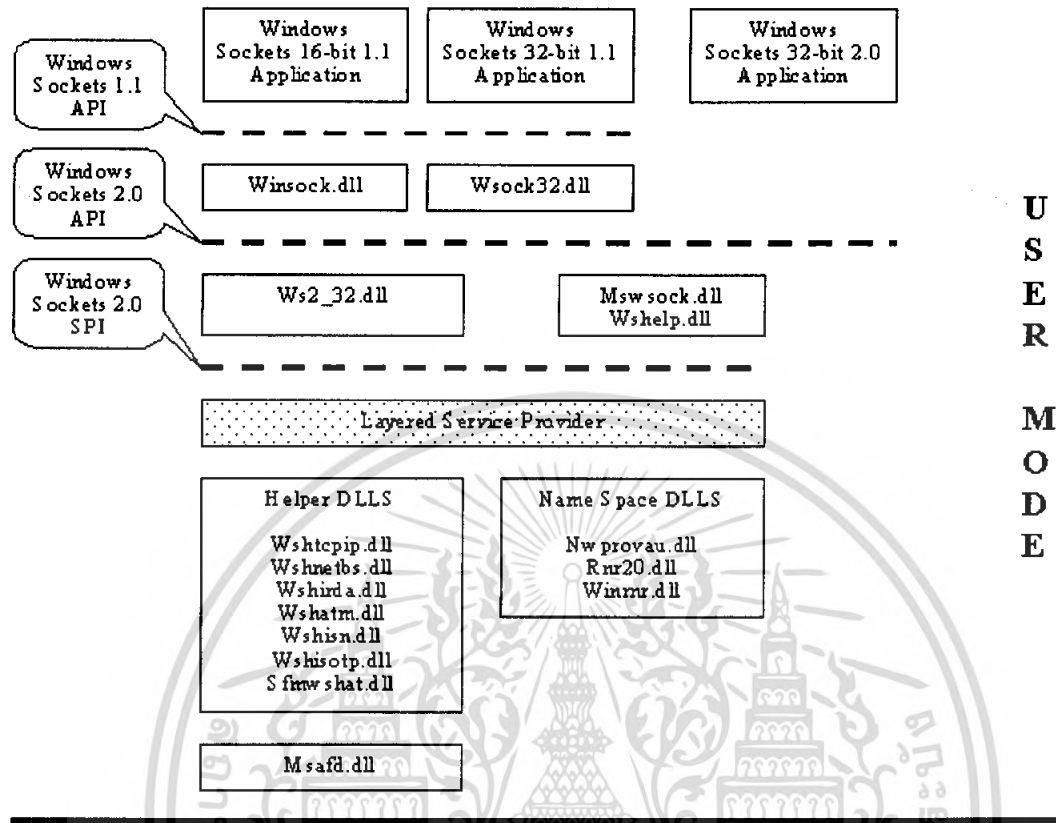 Windows
Sockets 16-bit 1.1
Application
Windows
Sockets 32-bit 1.1
Application
Windows
Sockets 32-bit 2.0
Application
Windows
Sockets 1.1
API
Winsock.dll
Wsock32.dll
Windows
Sockets 2.0
API
Ws2_32.dll
Mswsock.dll
Wshelp.dll
Windows
Sockets 2.0
SPI
Layered Service Provider
Helper DLLS
Wshtcpip.dll
Wshnetbs.dll
Wshirda.dll
Wshatm.dll
Wshisn.dll
Wshisotp.dll
Sfmwshat.dll
Name Space DLLS
Nwprovau.dll
Rnr20.dll
Winrnr.dll
Msafd.dll
USER
MODE